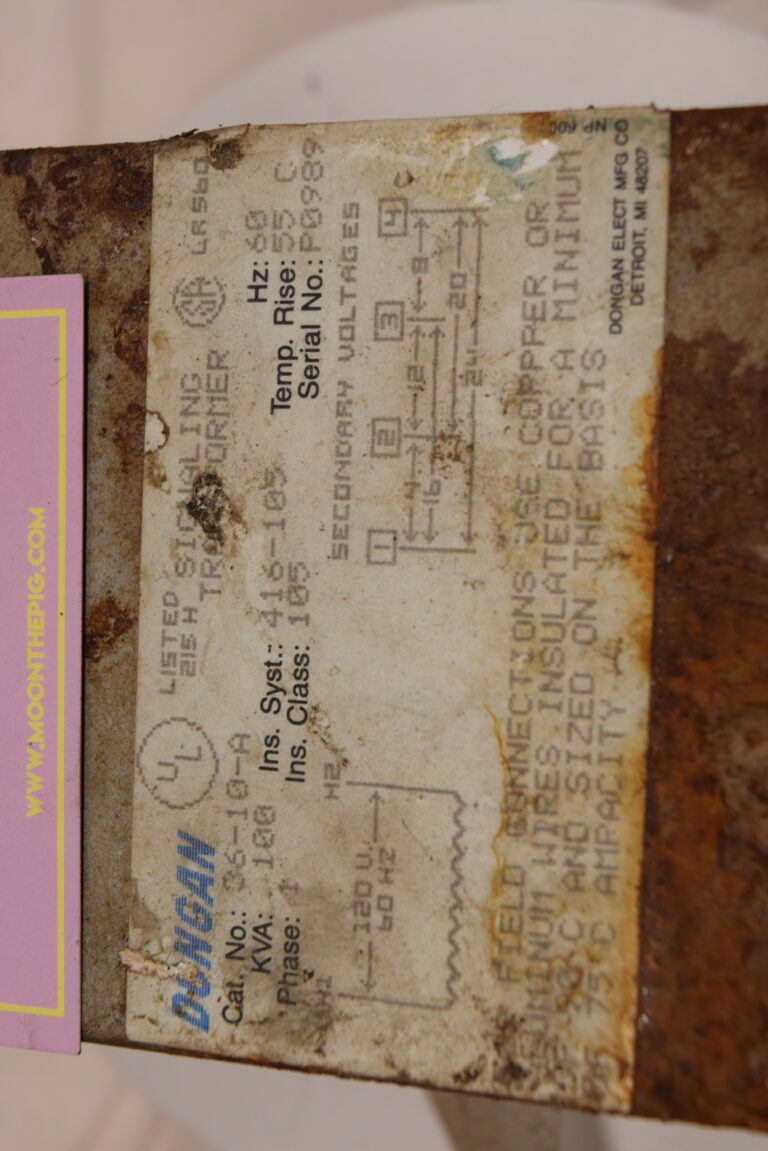 WWW.MOONTHEPIG.COM
DONGAN
UL
LISTED
215 H
SIGNALING
TRANSFORMER
SA
LR560
Cat. No.: 36-10-A
KVA: .100
Phase: 1
Ins. Syst.: 416-105
Ins. Class: 105
Hz: 60
Temp. Rise: 55 C
Serial No.: P0989
H1
H2
120 V.
60 HZ
SECONDARY VOLTAGES
1 2 3 4 C
4 12 8
16
20
24
FIELD CONNECTIONS USE COPPER OR
ALUMINUM WIRES INSULATED FOR A MINIMUM
C AND SIZED ON THE BASIS
75 C AMPACITY
NP 600
DONGAN ELECT MFG CO
DETROIT, MI 48207